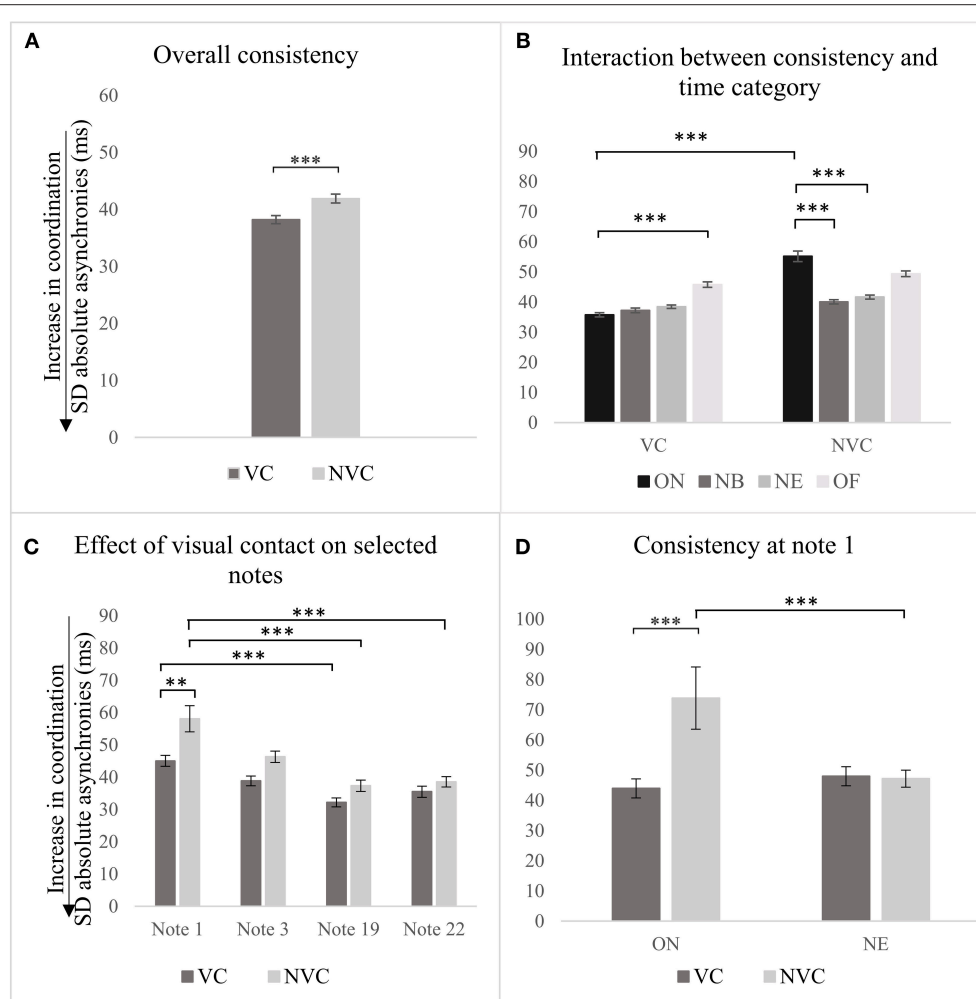 A
Overall consistency
Increase in coordination
SD absolute asynchronies (ms)
60
50
40
30
20
10
0
***
VC NVC
B
Interaction between consistency and
time category
90
80
70
60
50
40
30
20
10
0
***
***
***
***
VC NVC
ON NB NE OF
C
Effect of visual contact on selected
notes
Increase in coordination
SD absolute asynchronies (ms)
90
80
70
60
50
40
30
20
10
0
***
***
***
**
Note 1 Note 3 Note 19 Note 22
VC NVC
D
Consistency at note 1
100
90
80
70
60
50
40
30
20
10
0
***
***
ON NE
VC NVC